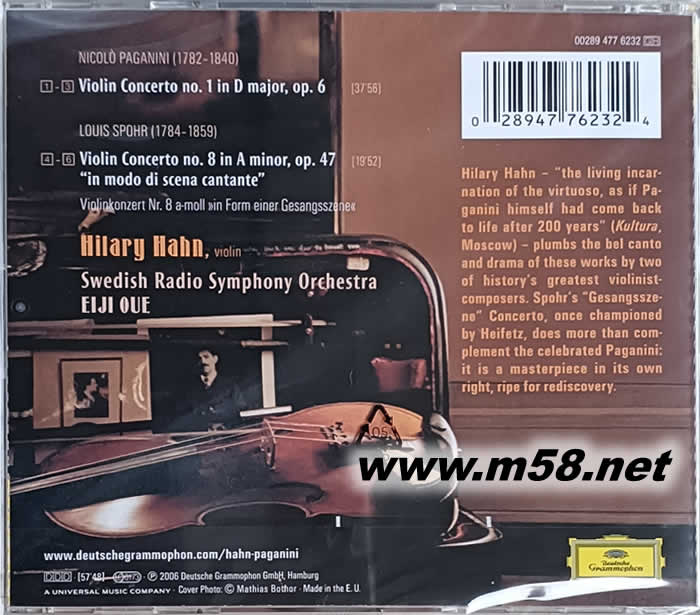 00289 477 6232
NICOLÒ PAGANINI (1782-1840)
1 - 3 Violin Concerto no. 1 in D major, op. 6 [37'56]
LOUIS SPOHR (1784-1859)
4 - 6 Violin Concerto no. 8 in A minor, op. 47 [19'52]
“in modo di scena cantante”
Violinkonzert Nr. 8 a-moll »in Form einer Gesangsszene«
Hilary Hahn, violin
Swedish Radio Symphony Orchestra
EIJI OUE
0 28947 76232 4
Hilary Hahn – “the living incar-
nation of the virtuoso, as if Pa-
ganini himself had come back
to life after 200 years” (Kultura,
Moscow) – plumbs the bel canto
and drama of these works by two
of history's greatest violinist-
composers. Spohr's “Gesangssze-
ne” Concerto, once championed
by Heifetz, does more than com-
plement the celebrated Paganini:
it is a masterpiece in its own
right, ripe for rediscovery.
05
www.m58.net
www.deutschegrammophon.com/hahn-paganini
DDD [57'48] ℗ 2006 Deutsche Grammophon GmbH, Hamburg
A UNIVERSAL MUSIC COMPANY · Cover Photo: © Mathias Bothor · Made in the E. U.
Deutsche
Grammophon